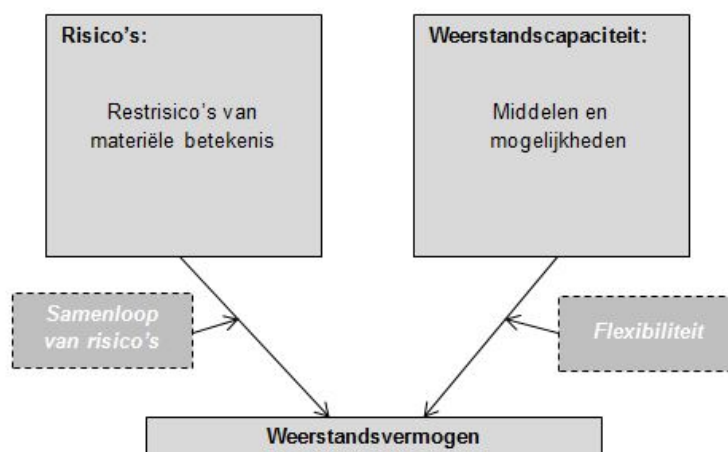 Risico's:
Restrisico's van
materiële betekenis
Weerstandscapaciteit:
Middelen en
mogelijkheden
Samenloop
van risico's
Flexibiliteit
Weerstandsvermogen